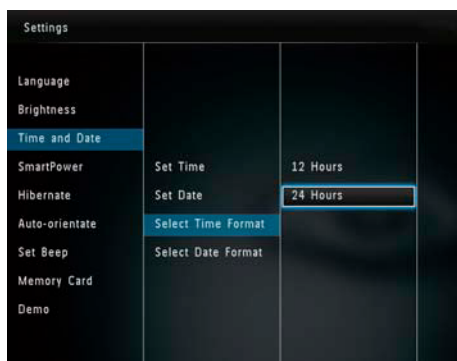 Settings
Language
Brightness
Time and Date
SmartPower
Hibernate
Auto-orientate
Set Beep
Memory Card
Demo
Set Time
Set Date
Select Time Format
Select Date Format
12 Hours
24 Hours